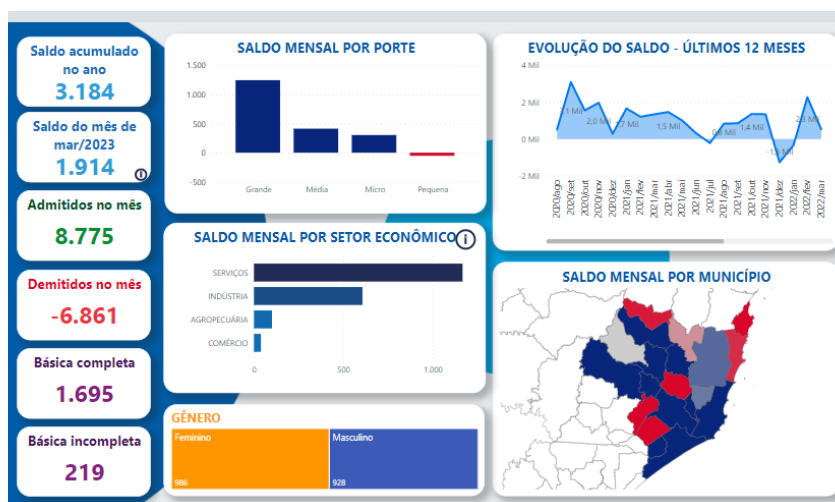 Saldo acumulado
no ano
3.184
Saldo do mês de
mar/2023
1.914
Admitidos no mês
8.775
Demitidos no mês
-6.861
Básica completa
1.695
Básica incompleta
219
SALDO MENSAL POR PORTE
1.500
1.000
500
0
-500
Grande
Média
Micro
Pequena
SALDO MENSAL POR SETOR ECONÔMICO
SERVIÇOS
INDÚSTRIA
AGROPECUÁRIA
COMÉRCIO
0
500
1.000
GÊNERO
Feminino
986
Masculino
928
EVOLUÇÃO DO SALDO - ÚLTIMOS 12 MESES
4 Mil
2 Mil
0 Mil
-2 Mil
2,0 Mil
1,5 Mil
1,4 Mil
2020/ago
2020/set
2020/out
2020/nov
2020/dez
2021/jan
2021/fev
2021/mar
2021/abr
2021/mai
2021/jun
2021/jul
2021/ago
2021/set
2021/out
2021/nov
2021/dez
2022/jan
2022/fev
2022/mar
SALDO MENSAL POR MUNICÍPIO